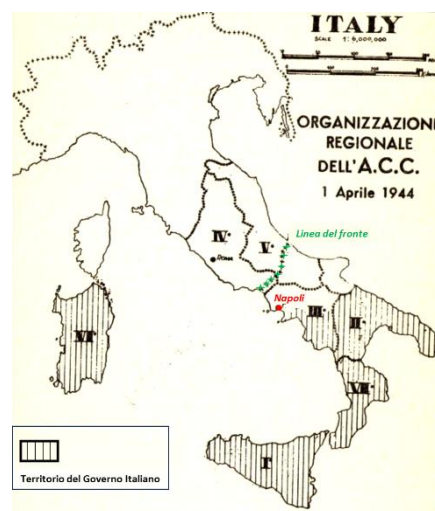 ITALY
SCALE 1:6,000,000
ORGANIZZAZIONE
REGIONALE
DELL'A.C.C.
1 Aprile 1944
Linea del fronte
IV.
V.
ROMA
Napoli
III.
II.
VI.
VII.
I.
Territorio del Governo Italiano